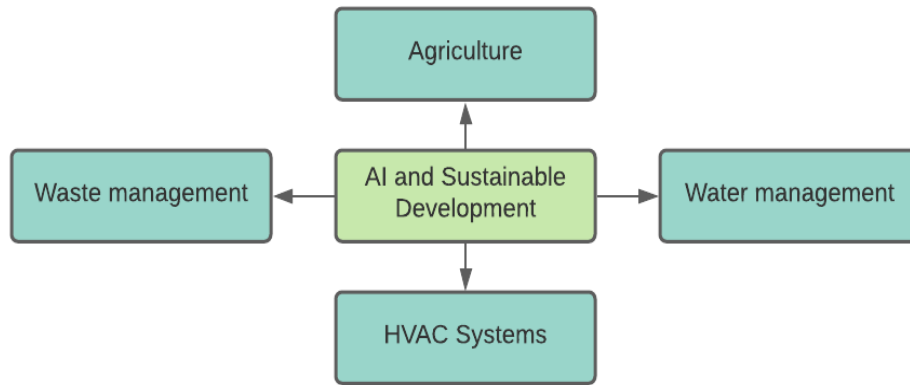 Agriculture
Waste management
AI and Sustainable
Development
Water management
HVAC Systems